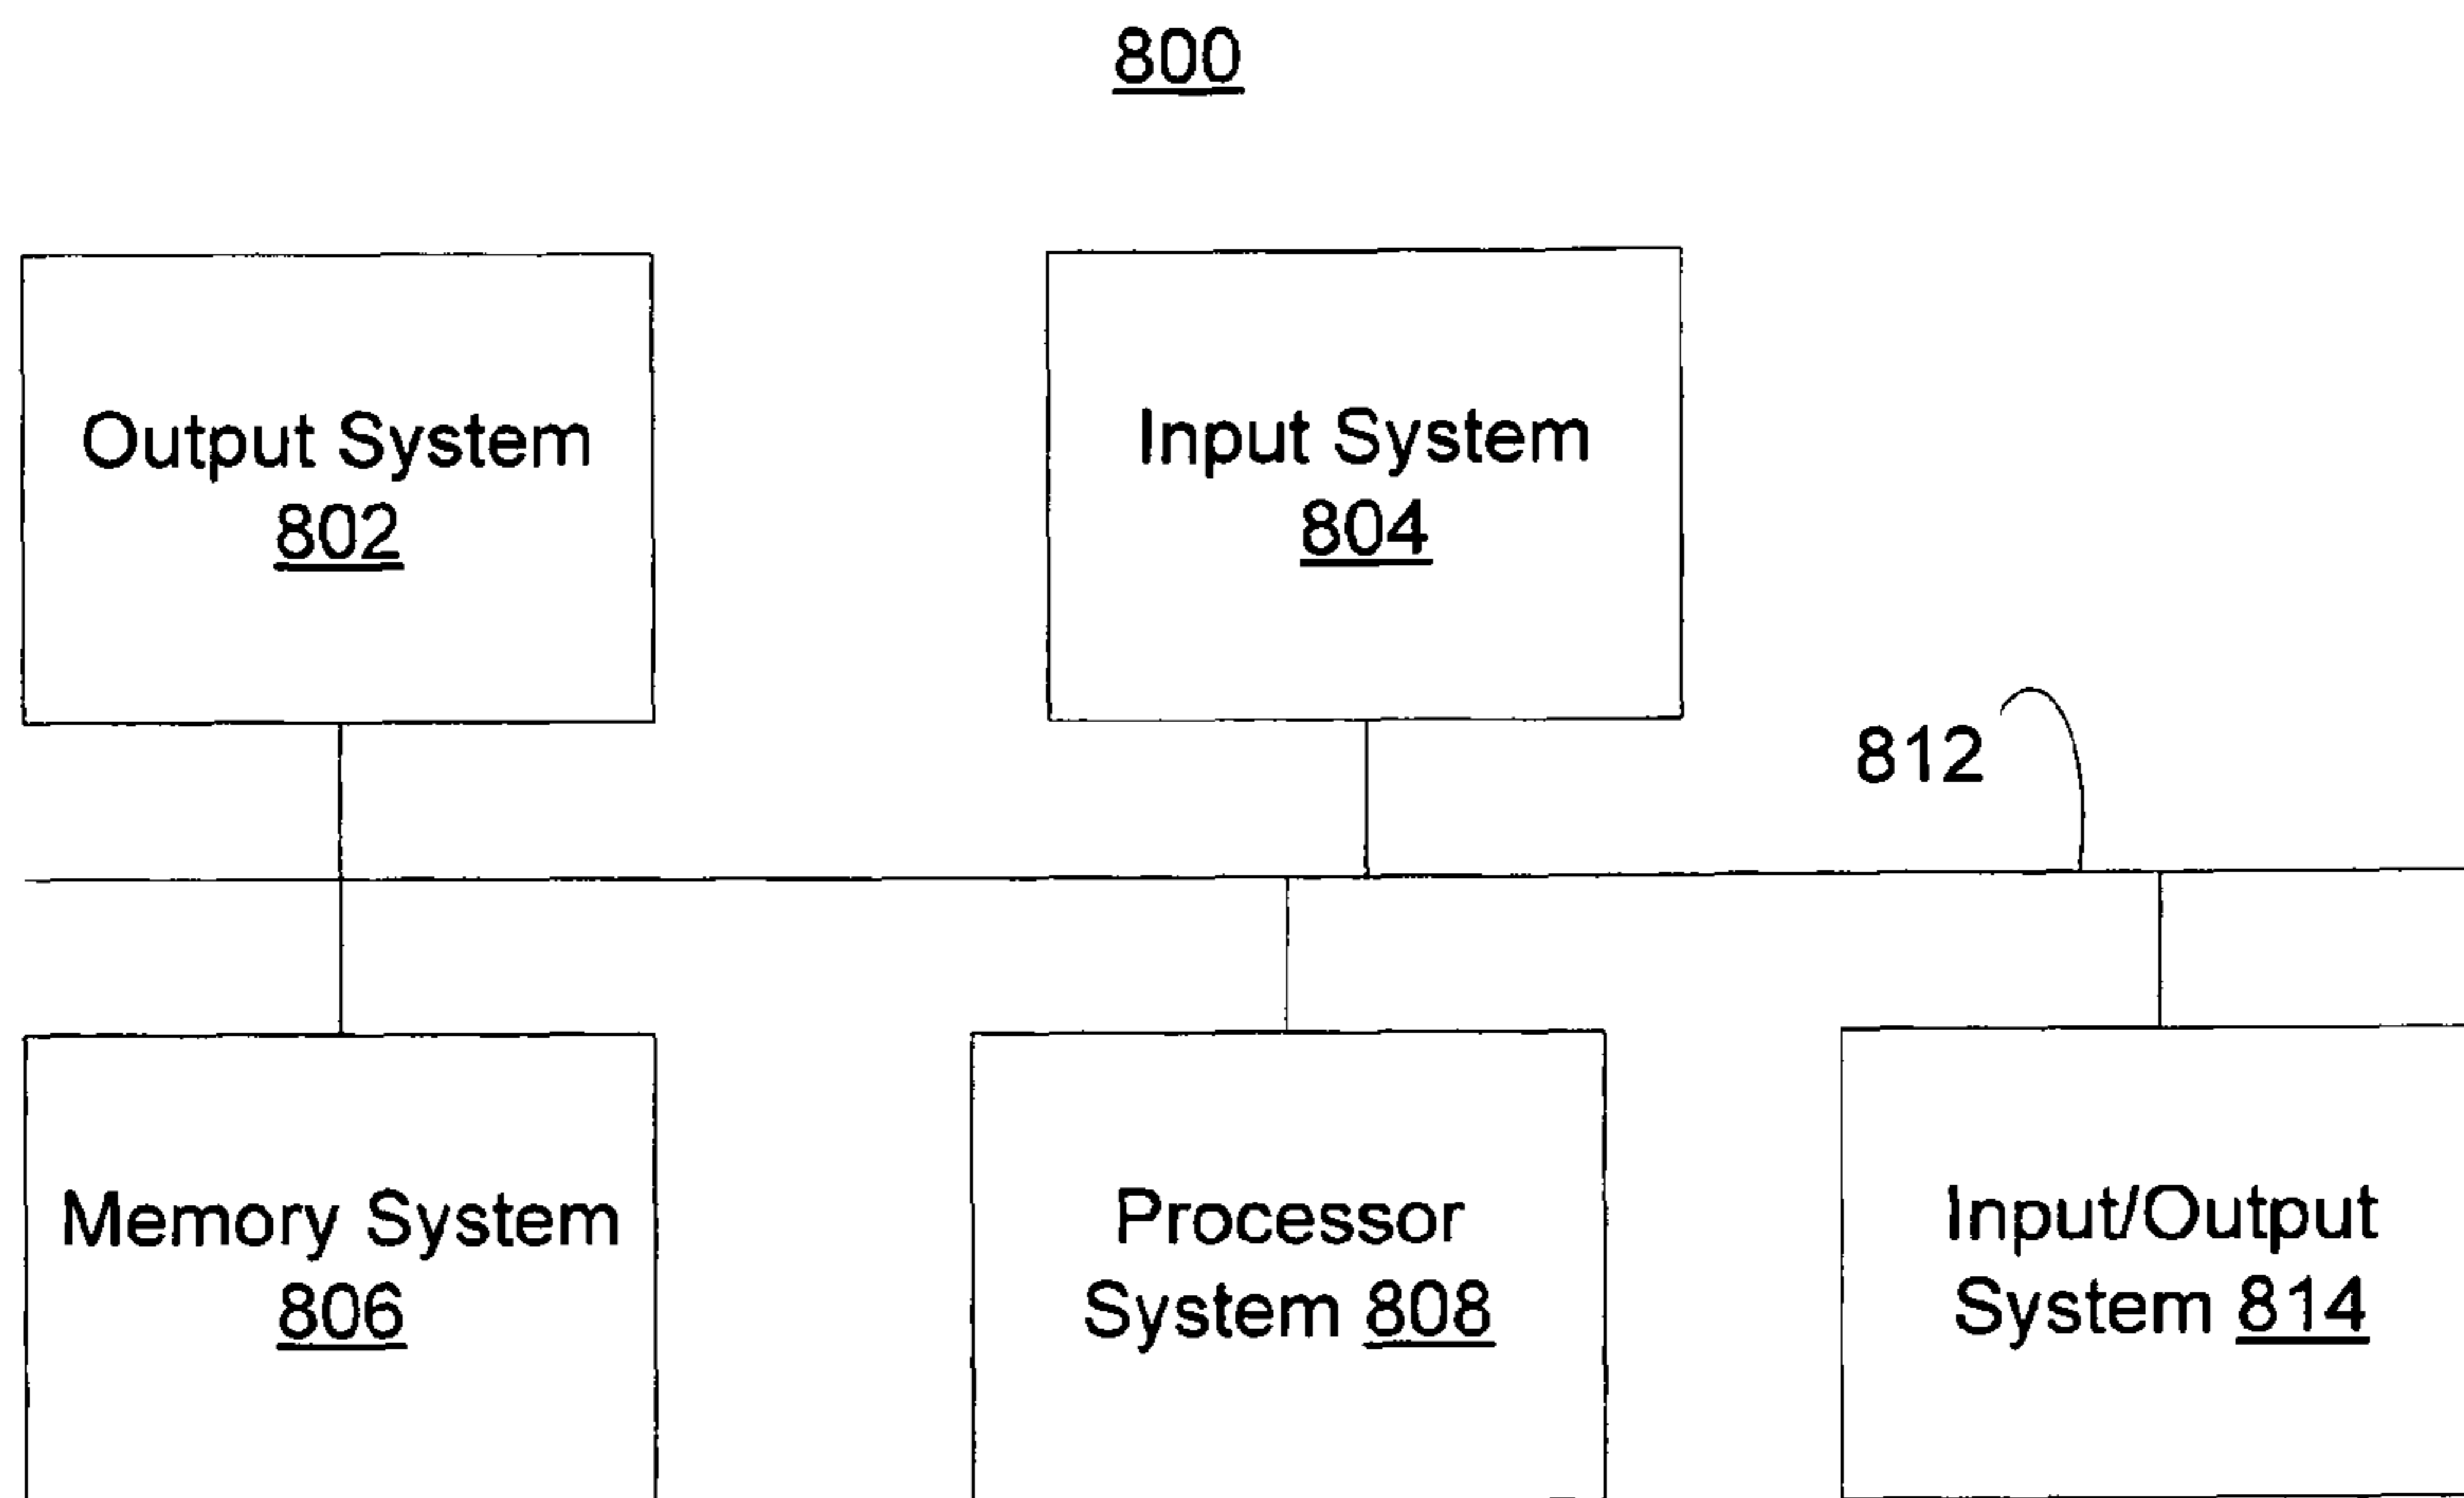 800
Output System
802
Input System
804
812
Memory System
806
Processor
System 808
Input/Output
System 814